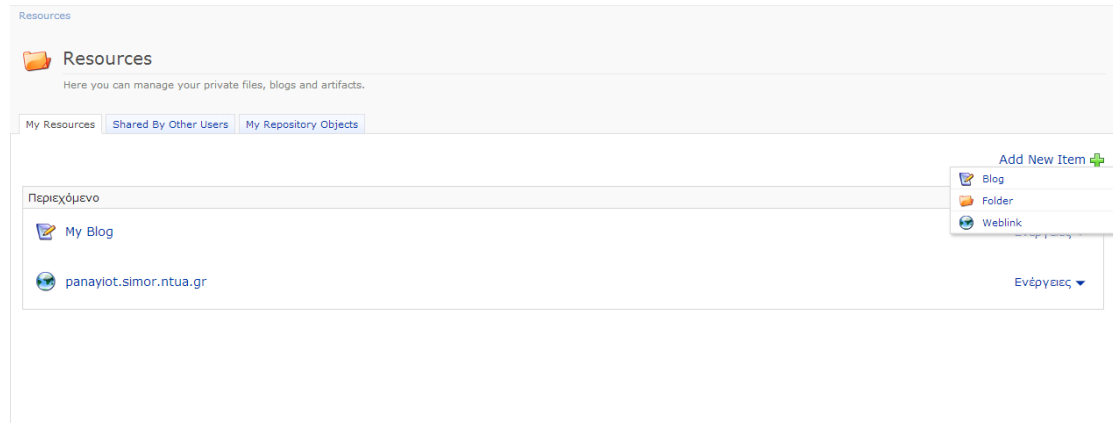 Resources
Resources
Here you can manage your private files, blogs and artifacts.
My Resources Shared By Other Users My Repository Objects
Add New Item
Blog
Folder
Weblink
Περιεχόμενο
My Blog
panayiot.simor.ntua.gr Ενέργειες